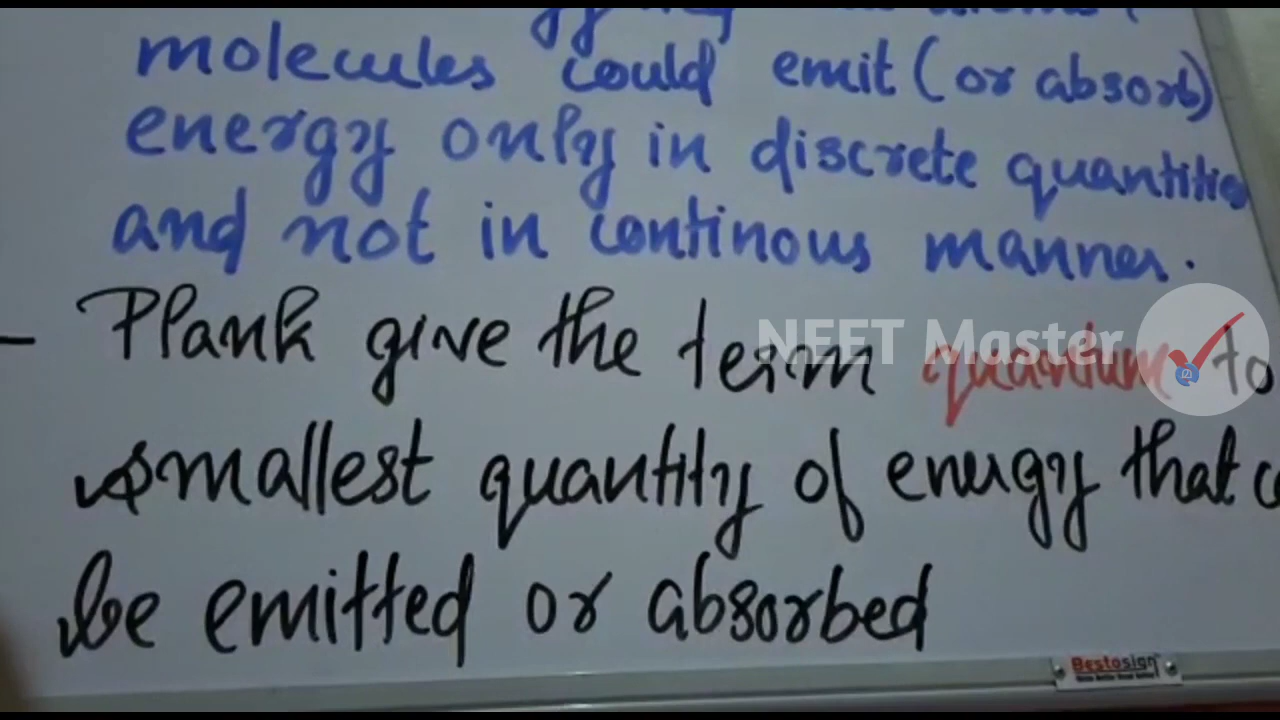 molecules could emit (or absorb)
energy only in discrete quantities
and not in continous manner.
- Plank give the term quantum to
smallest quantity of energy that
be emitted or absorbed
NEET Master
Bestosign